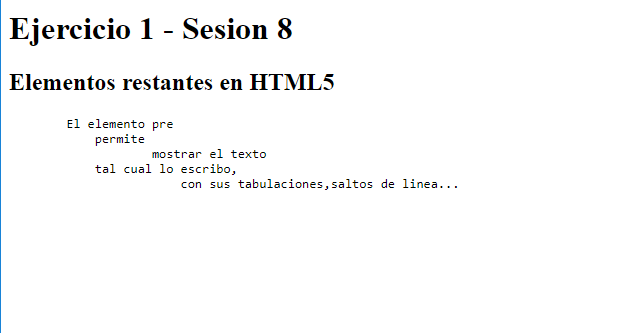 Ejercicio 1 - Sesion 8
Elementos restantes en HTML5
El elemento pre
permite
mostrar el texto
tal cual lo escribo,
con sus tabulaciones,saltos de linea...